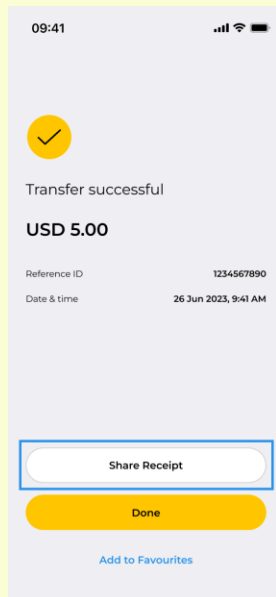 09:41
Transfer successful
USD 5.00
Reference ID 1234567890
Date & time 26 Jun 2023, 9:41 AM
Share Receipt
Done
Add to Favourites